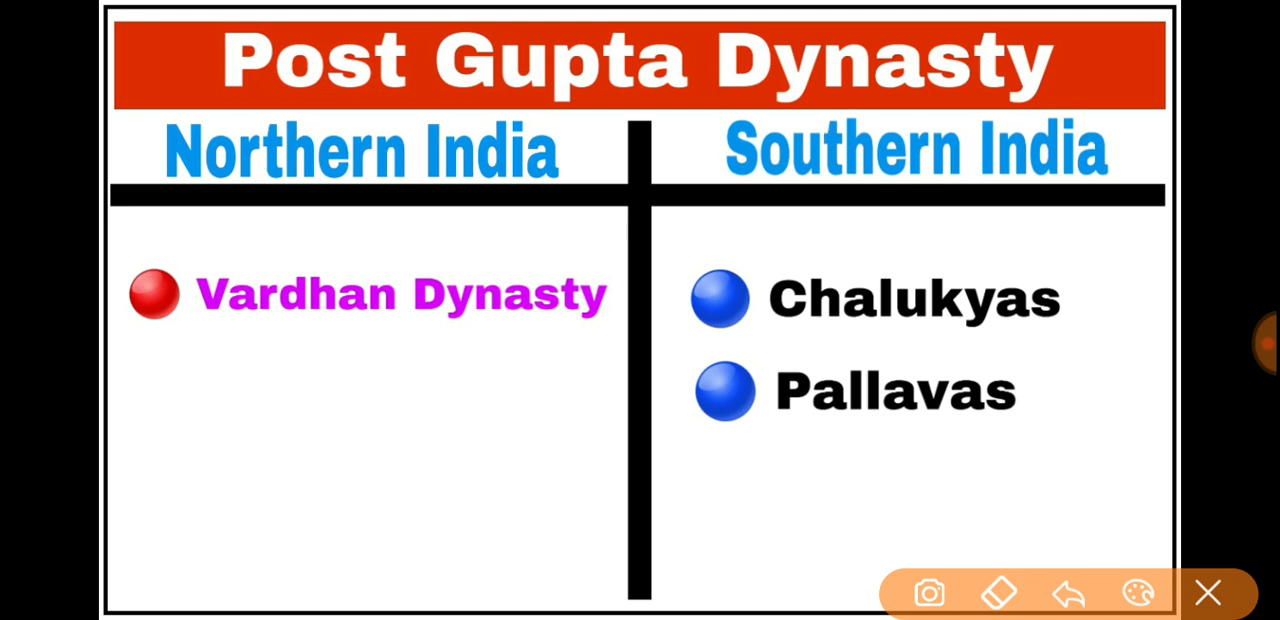 Post Gupta Dynasty
Northern India
Southern India
Vardhan Dynasty
Chalukyas
Pallavas